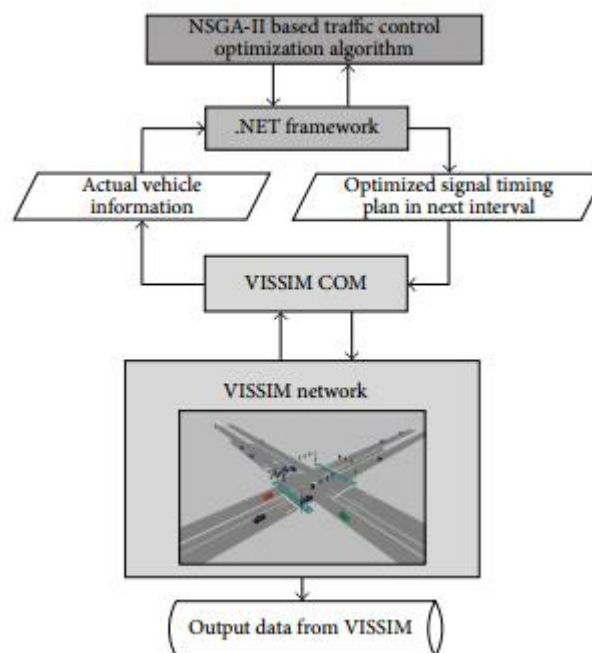 NSGA-II based traffic control
optimization algorithm
.NET framework
Actual vehicle
information
Optimized signal timing
plan in next interval
VISSIM COM
VISSIM network
Output data from VISSIM